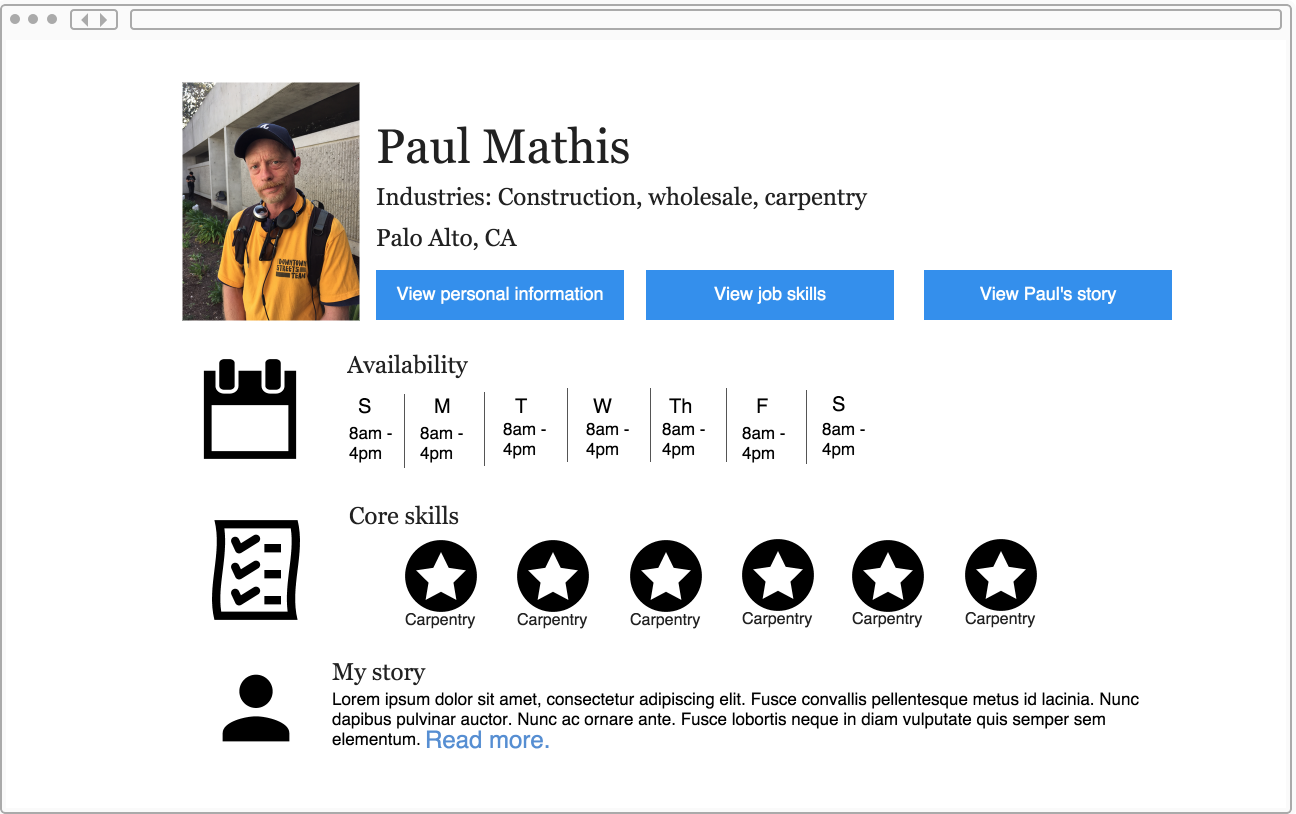 Paul Mathis
Industries: Construction, wholesale, carpentry
Palo Alto, CA
DOWNTOWN
STREETS
TEAM
View personal information
View job skills
View Paul's story
Availability
S M T W Th F S
8am - 8am - 8am - 8am - 8am - 8am - 8am -
4pm 4pm 4pm 4pm 4pm 4pm 4pm
Core skills
Carpentry Carpentry Carpentry Carpentry Carpentry Carpentry
My story
Lorem ipsum dolor sit amet, consectetur adipiscing elit. Fusce convallis pellentesque metus id lacinia. Nunc
dapibus pulvinar auctor. Nunc ac ornare ante. Fusce lobortis neque in diam vulputate quis semper sem
elementum. Read more.